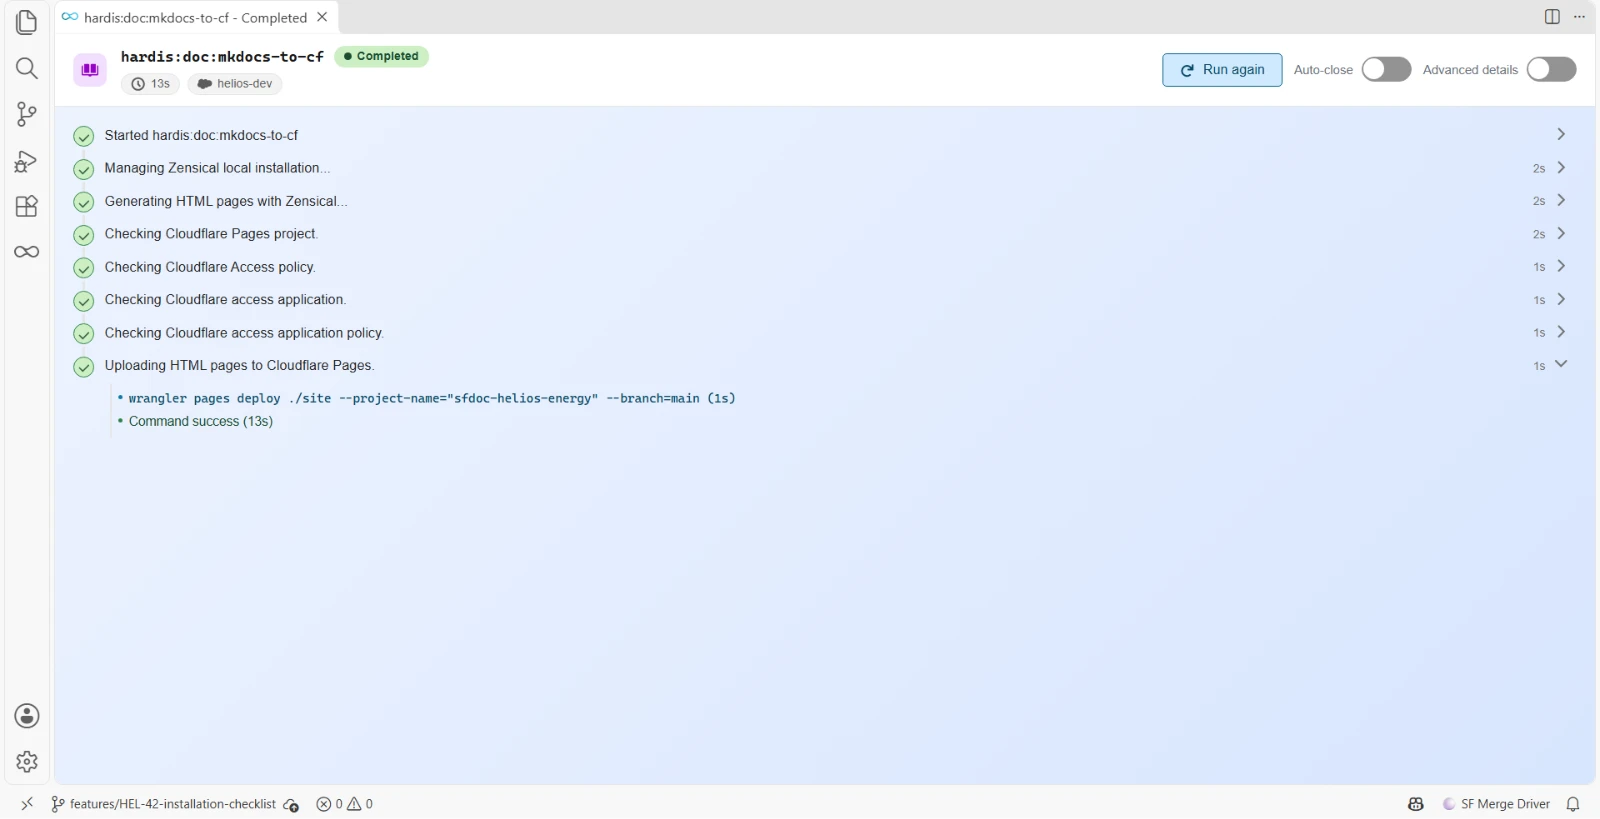 hardis:doc:mkdocs-to-cf - Completed
hardis:doc:mkdocs-to-cf
Completed
13s
helios-dev
Run again
Auto-close
Advanced details
Started hardis:doc:mkdocs-to-cf
Managing Zensical local installation...
2s
Generating HTML pages with Zensical...
2s
Checking Cloudflare Pages project.
2s
Checking Cloudflare Access policy.
1s
Checking Cloudflare access application.
1s
Checking Cloudflare access application policy.
1s
Uploading HTML pages to Cloudflare Pages.
1s
• wrangler pages deploy ./site --project-name="sfdoc-helios-energy" --branch=main (1s)
• Command success (13s)
features/HEL-42-installation-checklist
0
0
SF Merge Driver